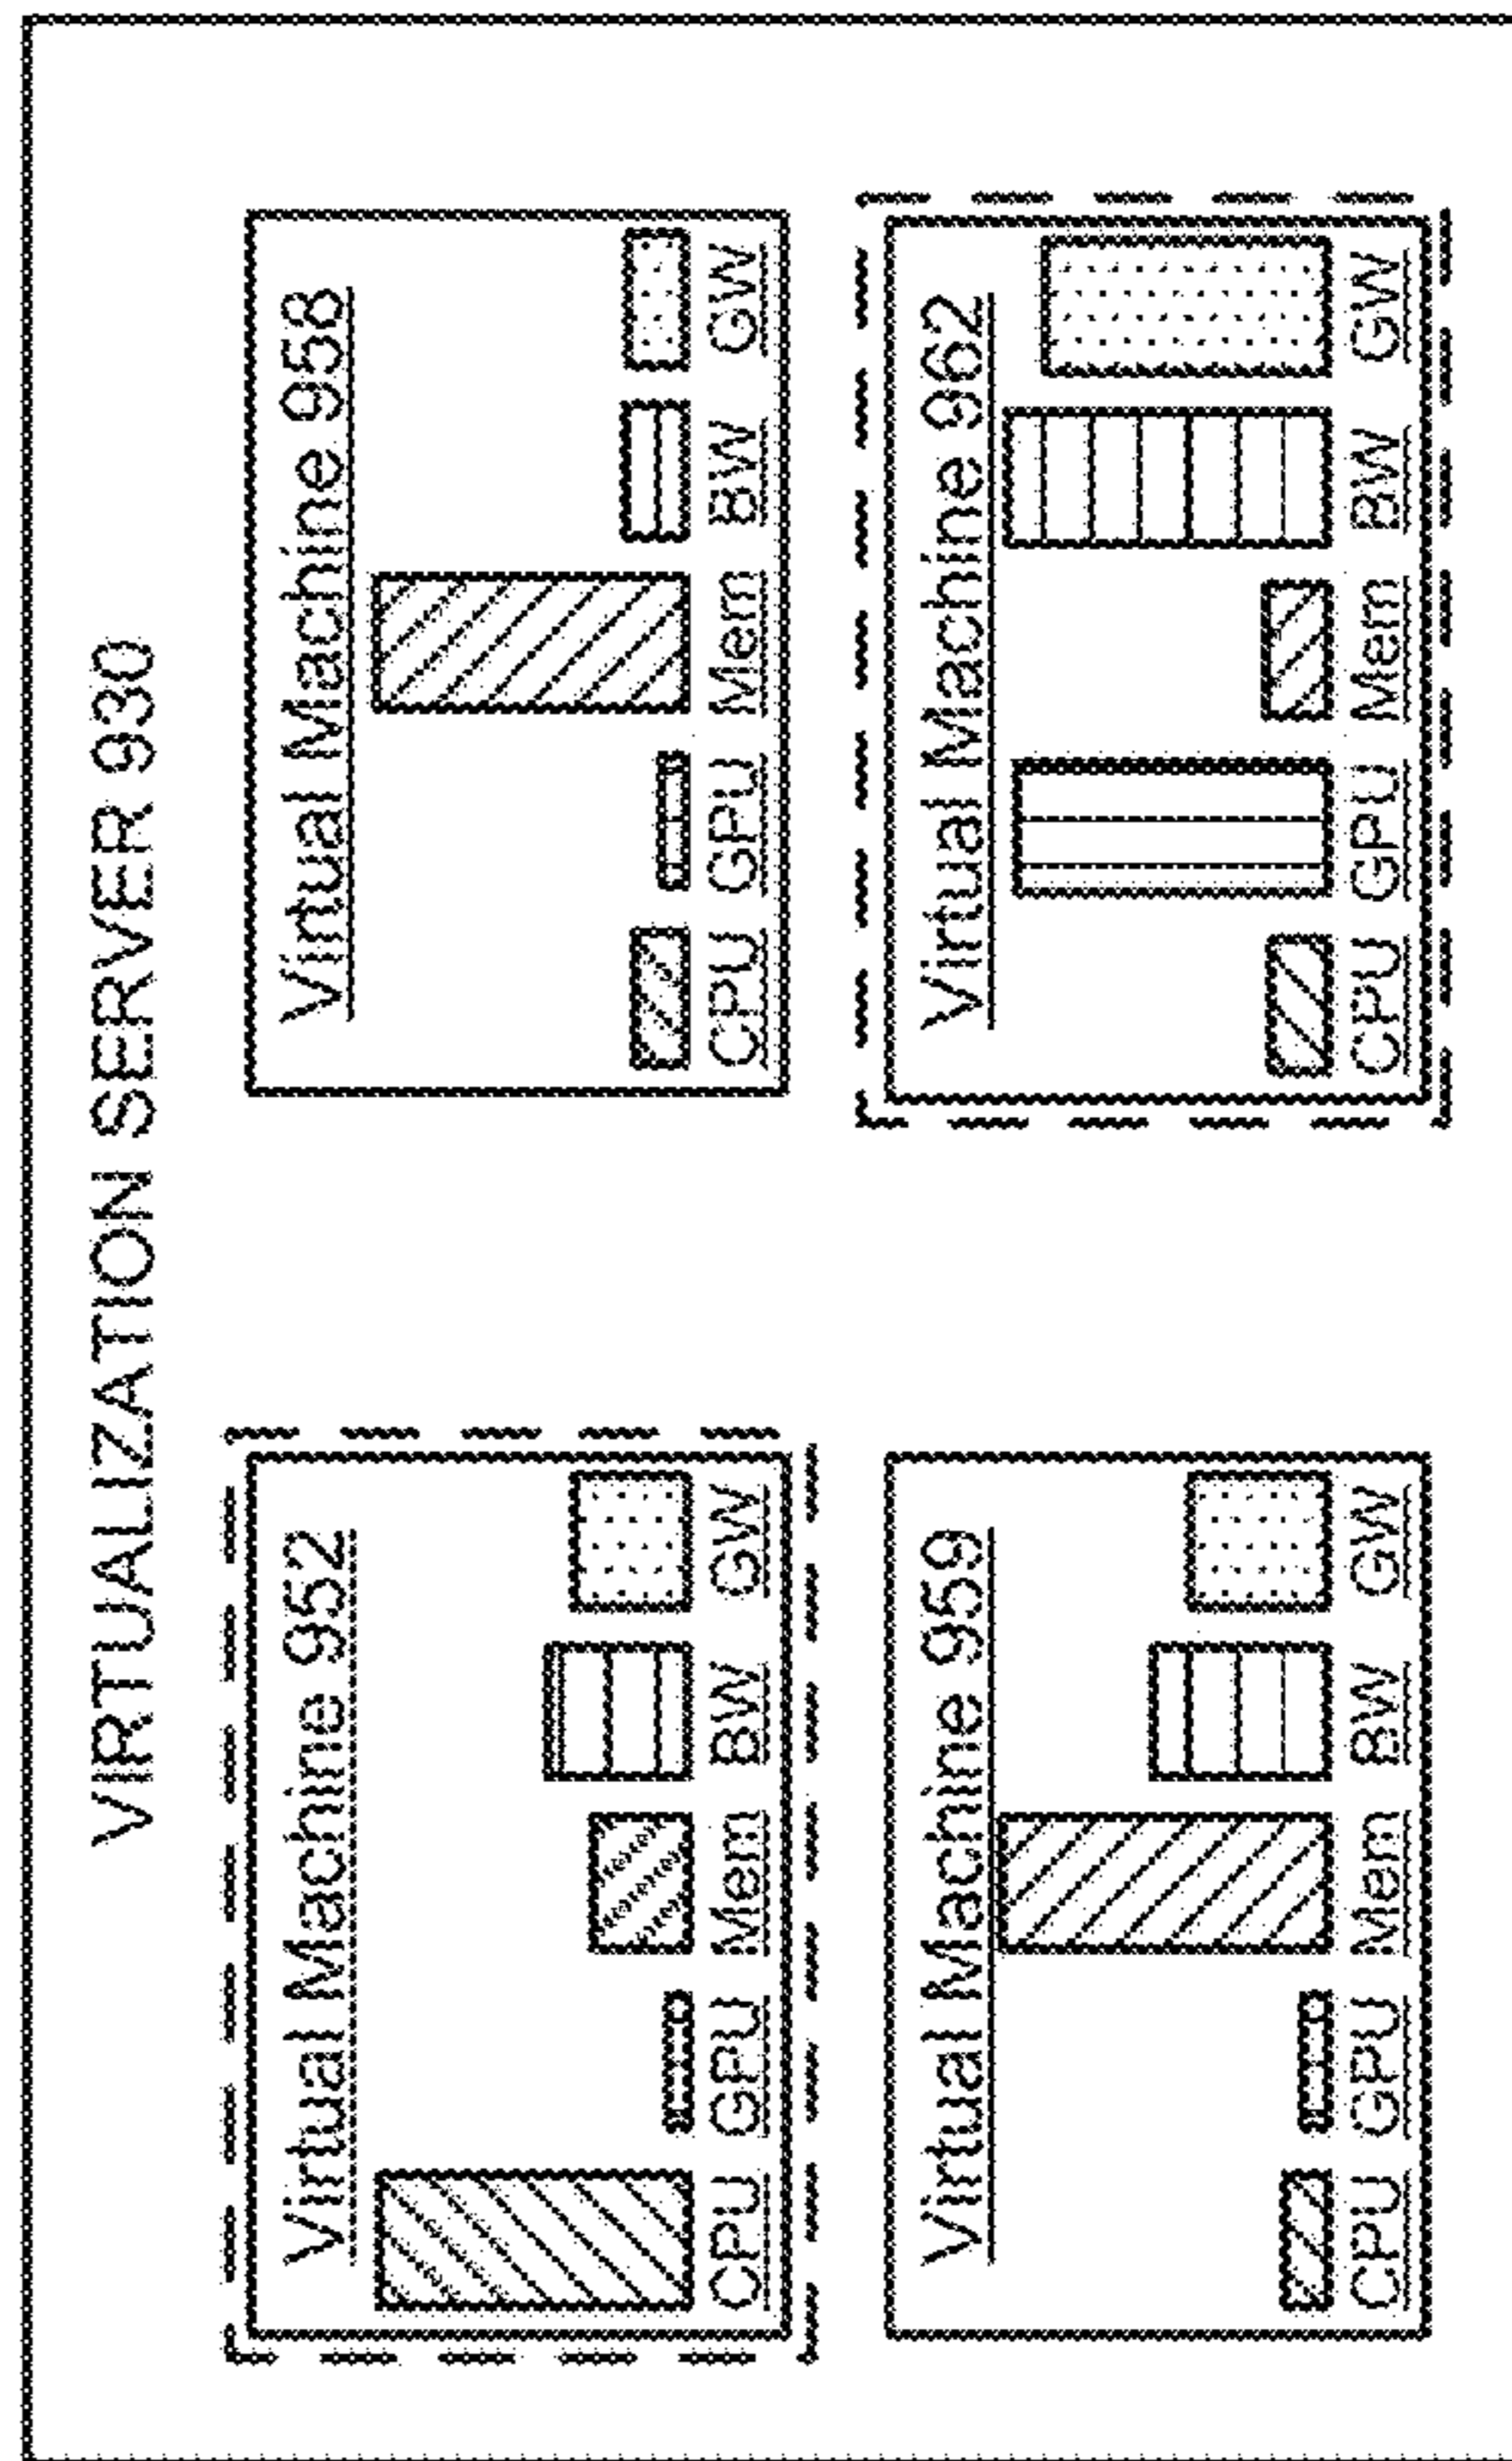 VIRTUALIZATION SERVER 930
Virtual Machine 952
CPU GPU Mem BW GW
Virtual Machine 958
CPU GPU Mem BW GW
Virtual Machine 959
CPU GPU Mem BW GW
Virtual Machine 962
CPU GPU Mem BW GW